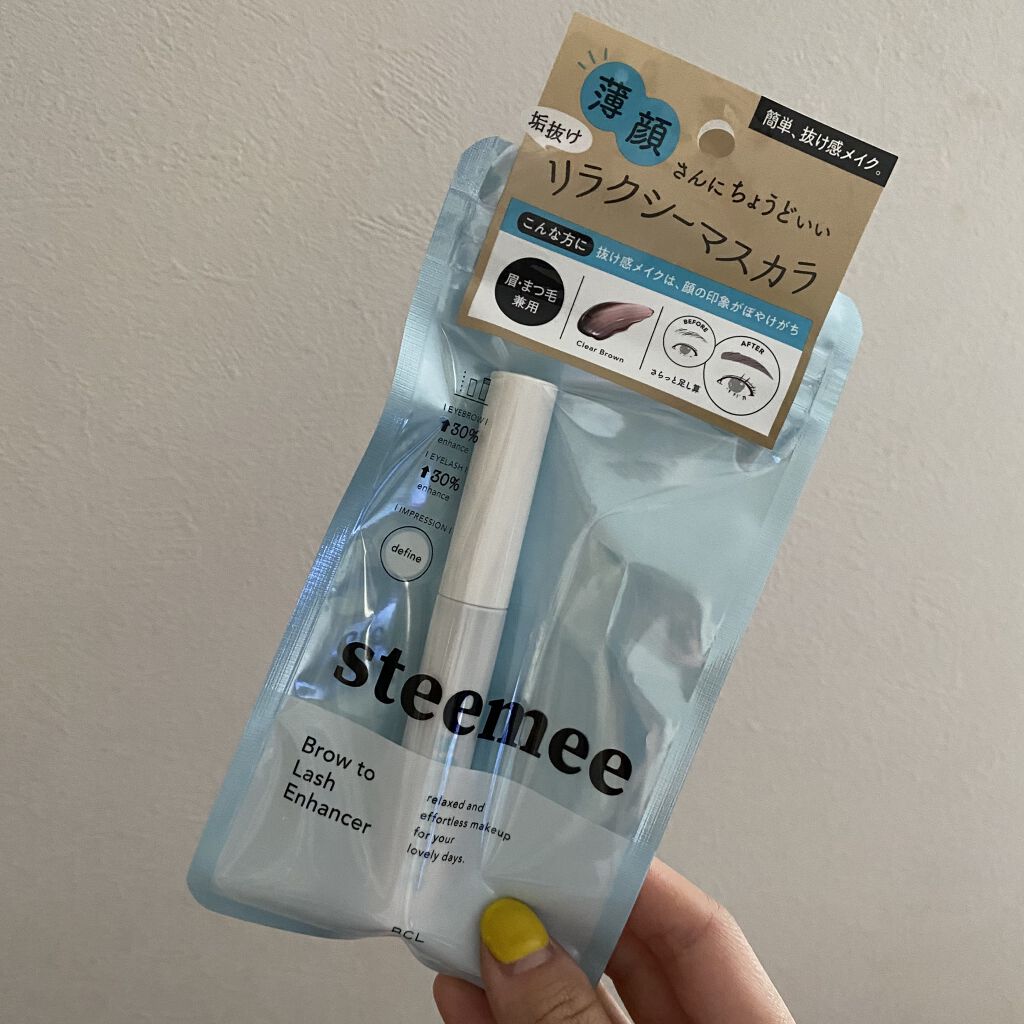 簡単、抜け感メイク。
薄顔
さんにちょうどいい
垢抜け
リラクシーマスカラ
こんな方に 抜け感メイクは、顔の印象がぼやけがち
眉・まつ毛
兼用
Clear Brown
BEFORE
AFTER
さらっと足し算
| EYEBROW |
⬆30%
enhance
| EYELASH |
⬆30%
enhance
| IMPRESSION |
define
steemee
Brow to
Lash
Enhancer
relaxed and
effortless makeup
for your
lovely days.
BCL